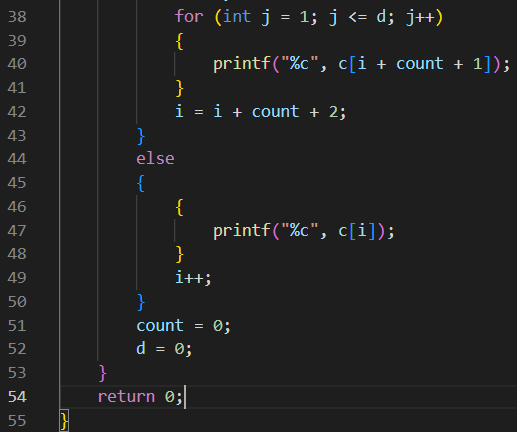 38 for (int j = 1; j <= d; j++)
39 {
40 printf("%c", c[i + count + 1]);
41 }
42 i = i + count + 2;
43 }
44 else
45 {
46 {
47 printf("%c", c[i]);
48 }
49 i++;
50 }
51 count = 0;
52 d = 0;
53 }
54 return 0;
55 }